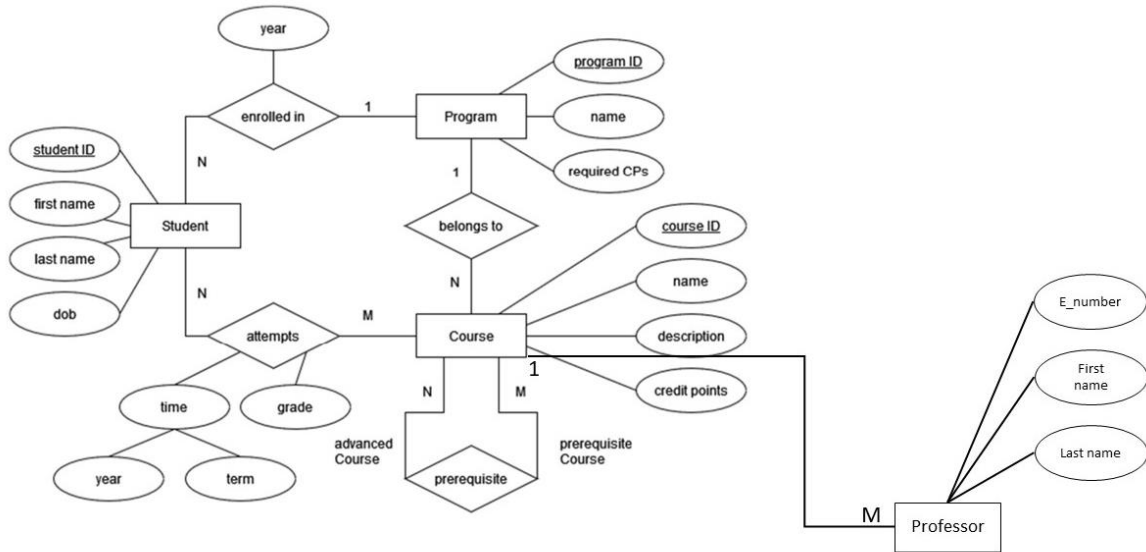 year
program ID
enrolled in
1
Program
name
student ID
N
1
required CPs
first name
Student
belongs to
course ID
last name
N
N
name
dob
attempts
M
Course
description
E_number
1
credit points
First
name
time
grade
N
M
advanced
Course
prerequisite
Course
Last name
year
term
prerequisite
M
Professor